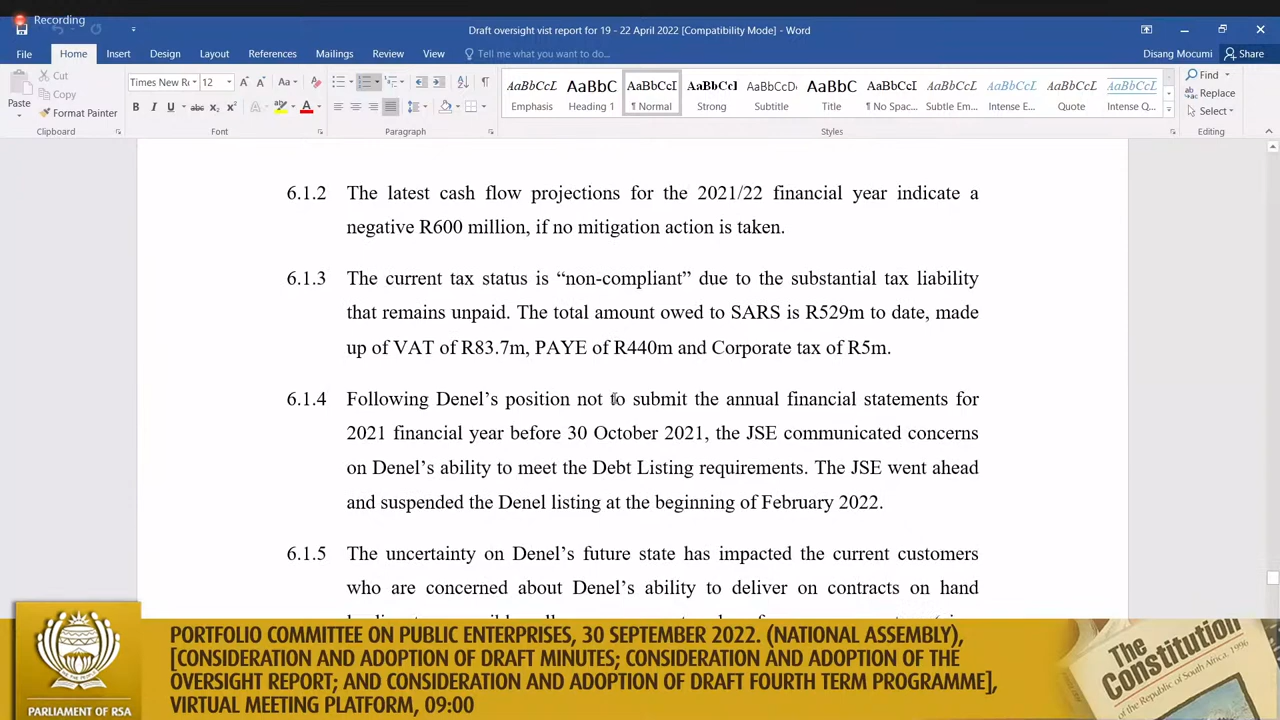 Recording
Draft oversight vist report for 19 - 22 April 2022 [Compatibility Mode] - Word
File Home Insert Design Layout References Mailings Review View Tell me what you want to do... Disang Mocumi Share
Paste
Cut
Copy
Format Painter
Clipboard
Times New Ro 12
Font
Paragraph
AaBbCcI AaBbC AaBbCcI AaBbCcI AaBbCcD AaBbC AaBbCcI AaBbCcI AaBbCcI AaBbCcL AaBbCcI
Emphasis Heading 1 ¶ Normal Strong Subtitle Title ¶ No Spac... Subtle Em... Intense E... Quote Intense Q...
Styles
Find
Replace
Select
Editing
6.1.2 The latest cash flow projections for the 2021/22 financial year indicate a
negative R600 million, if no mitigation action is taken.
6.1.3 The current tax status is “non-compliant” due to the substantial tax liability
that remains unpaid. The total amount owed to SARS is R529m to date, made
up of VAT of R83.7m, PAYE of R440m and Corporate tax of R5m.
6.1.4 Following Denel’s position not to submit the annual financial statements for
2021 financial year before 30 October 2021, the JSE communicated concerns
on Denel’s ability to meet the Debt Listing requirements. The JSE went ahead
and suspended the Denel listing at the beginning of February 2022.
6.1.5 The uncertainty on Denel’s future state has impacted the current customers
who are concerned about Denel’s ability to deliver on contracts on hand
PORTFOLIO COMMITTEE ON PUBLIC ENTERPRISES, 30 SEPTEMBER 2022. (NATIONAL ASSEMBLY),
[CONSIDERATION AND ADOPTION OF DRAFT MINUTES; CONSIDERATION AND ADOPTION OF THE
OVERSIGHT REPORT; AND CONSIDERATION AND ADOPTION OF DRAFT FOURTH TERM PROGRAMME],
VIRTUAL MEETING PLATFORM, 09:00
PARLIAMENT OF RSA
The
Constitution
of the Republic of South Africa, 1996